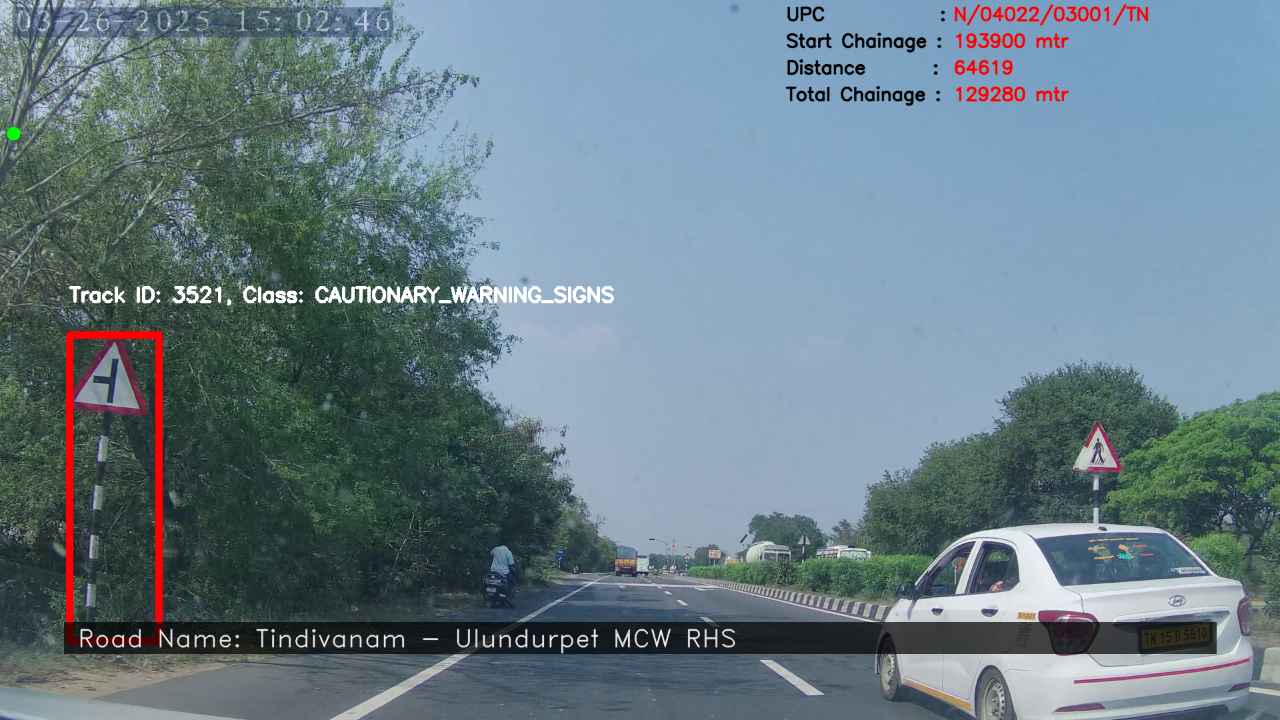 03-26-2025 15:02:46
UPC : N/04022/03001/TN
Start Chainage : 193900 mtr
Distance : 64619
Total Chainage : 129280 mtr
Track ID: 3521, Class: CAUTIONARY_WARNING_SIGNS
Road Name: Tindivanam - Ulundurpet MCW RHS